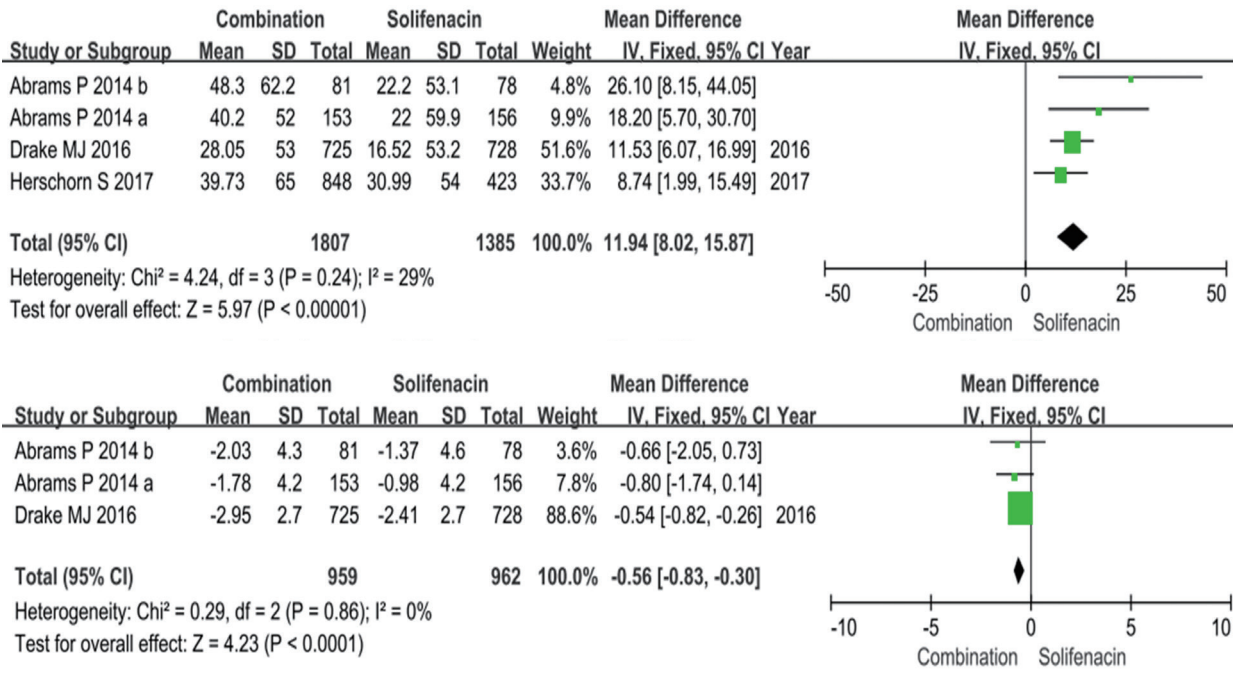 Combination Solifenacin Mean Difference Mean Difference
Study or Subgroup Mean SD Total Mean SD Total Weight IV, Fixed, 95% CI Year IV, Fixed, 95% CI
Abrams P 2014 b 48.3 62.2 81 22.2 53.1 78 4.8% 26.10 [8.15, 44.05]
Abrams P 2014 a 40.2 52 153 22 59.9 156 9.9% 18.20 [5.70, 30.70]
Drake MJ 2016 28.05 53 725 16.52 53.2 728 51.6% 11.53 [6.07, 16.99] 2016
Herschorn S 2017 39.73 65 848 30.99 54 423 33.7% 8.74 [1.99, 15.49] 2017
Total (95% CI) 1807 1385 100.0% 11.94 [8.02, 15.87]
Heterogeneity: Chi² = 4.24, df = 3 (P = 0.24); I² = 29%
Test for overall effect: Z = 5.97 (P < 0.00001)
-50 -25 0 25 50
Combination Solifenacin
Combination Solifenacin Mean Difference Mean Difference
Study or Subgroup Mean SD Total Mean SD Total Weight IV, Fixed, 95% CI Year IV, Fixed, 95% CI
Abrams P 2014 b -2.03 4.3 81 -1.37 4.6 78 3.6% -0.66 [-2.05, 0.73]
Abrams P 2014 a -1.78 4.2 153 -0.98 4.2 156 7.8% -0.80 [-1.74, 0.14]
Drake MJ 2016 -2.95 2.7 725 -2.41 2.7 728 88.6% -0.54 [-0.82, -0.26] 2016
Total (95% CI) 959 962 100.0% -0.56 [-0.83, -0.30]
Heterogeneity: Chi² = 0.29, df = 2 (P = 0.86); I² = 0%
Test for overall effect: Z = 4.23 (P < 0.0001)
-10 -5 0 5 10
Combination Solifenacin